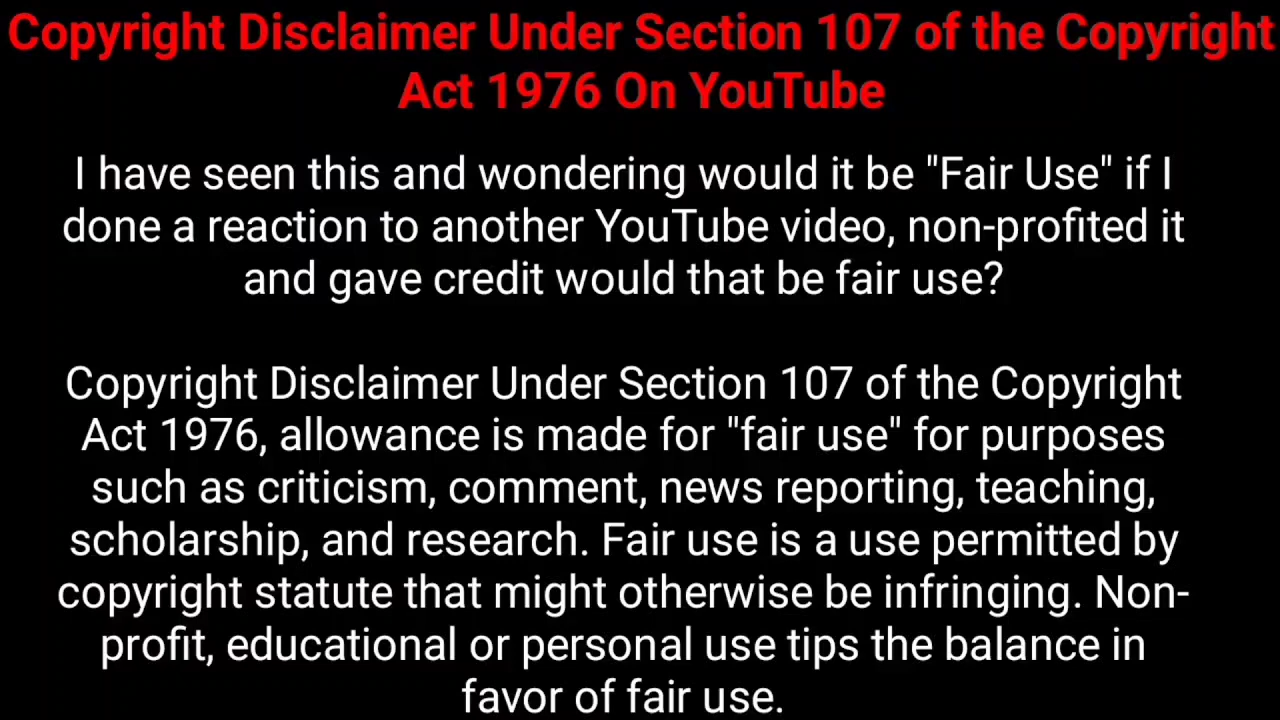 Copyright Disclaimer Under Section 107 of the Copyright
Act 1976 On YouTube
I have seen this and wondering would it be "Fair Use" if I
done a reaction to another YouTube video, non-profited it
and gave credit would that be fair use?
Copyright Disclaimer Under Section 107 of the Copyright
Act 1976, allowance is made for "fair use" for purposes
such as criticism, comment, news reporting, teaching,
scholarship, and research. Fair use is a use permitted by
copyright statute that might otherwise be infringing. Non-
profit, educational or personal use tips the balance in
favor of fair use.